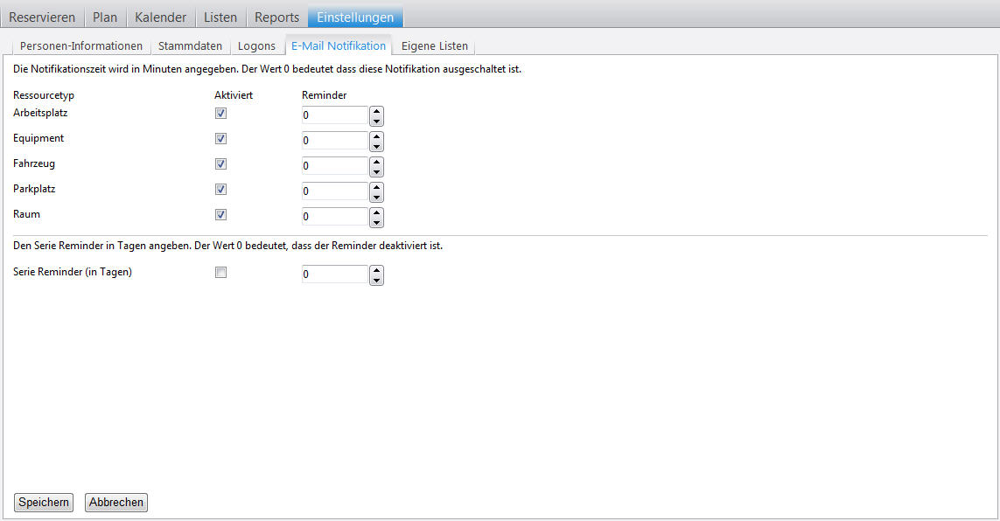 Reservieren Plan Kalender Listen Reports Einstellungen
Personen-Informationen Stammdaten Logons E-Mail Notifikation Eigene Listen
Die Notifikationszeit wird in Minuten angegeben. Der Wert 0 bedeutet dass diese Notifikation ausgeschaltet ist.
Ressourcetyp Aktiviert Reminder
Arbeitsplatz 0
Equipment 0
Fahrzeug 0
Parkplatz 0
Raum 0
Den Serie Reminder in Tagen angeben. Der Wert 0 bedeutet, dass der Reminder deaktiviert ist.
Serie Reminder (in Tagen) 0
Speichern Abbrechen